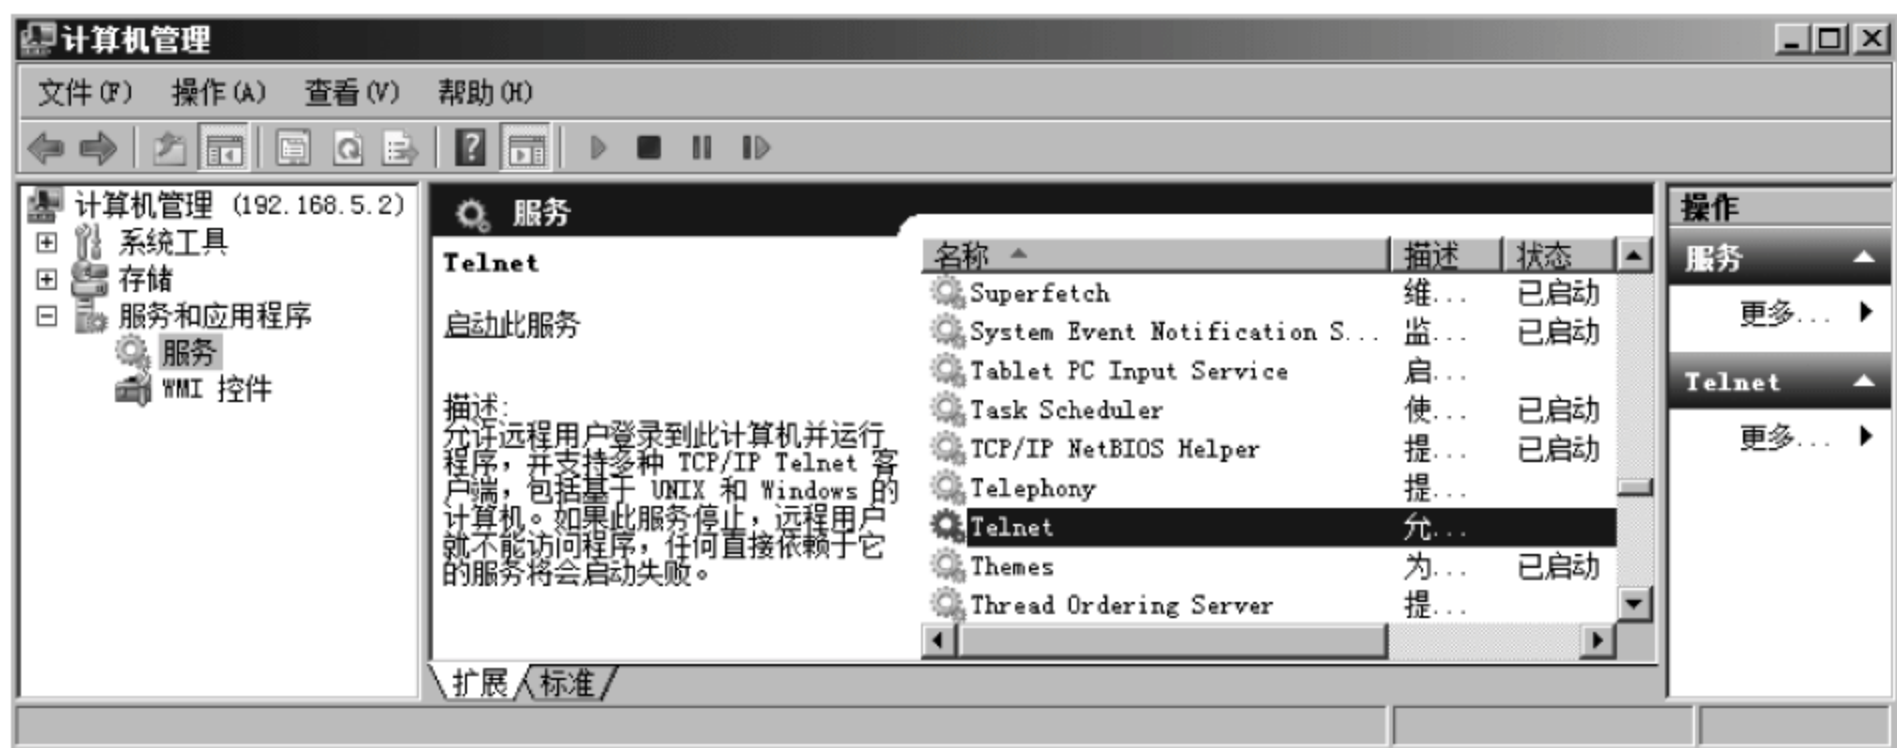 计算机管理
文件(F) 操作(A) 查看(V) 帮助(H)
计算机管理 (192.168.5.2)
系统工具
存储
服务和应用程序
服务
WMI 控件
服务
Telnet
启动此服务
描述:
允许远程用户登录到此计算机并运行
程序，并支持多种 TCP/IP Telnet 客
户端，包括基于 UNIX 和 Windows 的
计算机。如果此服务停止，远程用户
就不能访问程序，任何直接依赖于它
的服务将会启动失败。
名称 描述 状态
Superfetch 维... 已启动
System Event Notification S... 监... 已启动
Tablet PC Input Service 启...
Task Scheduler 使... 已启动
TCP/IP NetBIOS Helper 提... 已启动
Telephony 提...
Telnet 允...
Themes 为... 已启动
Thread Ordering Server 提...
扩展 标准
操作
服务
更多...
Telnet
更多...